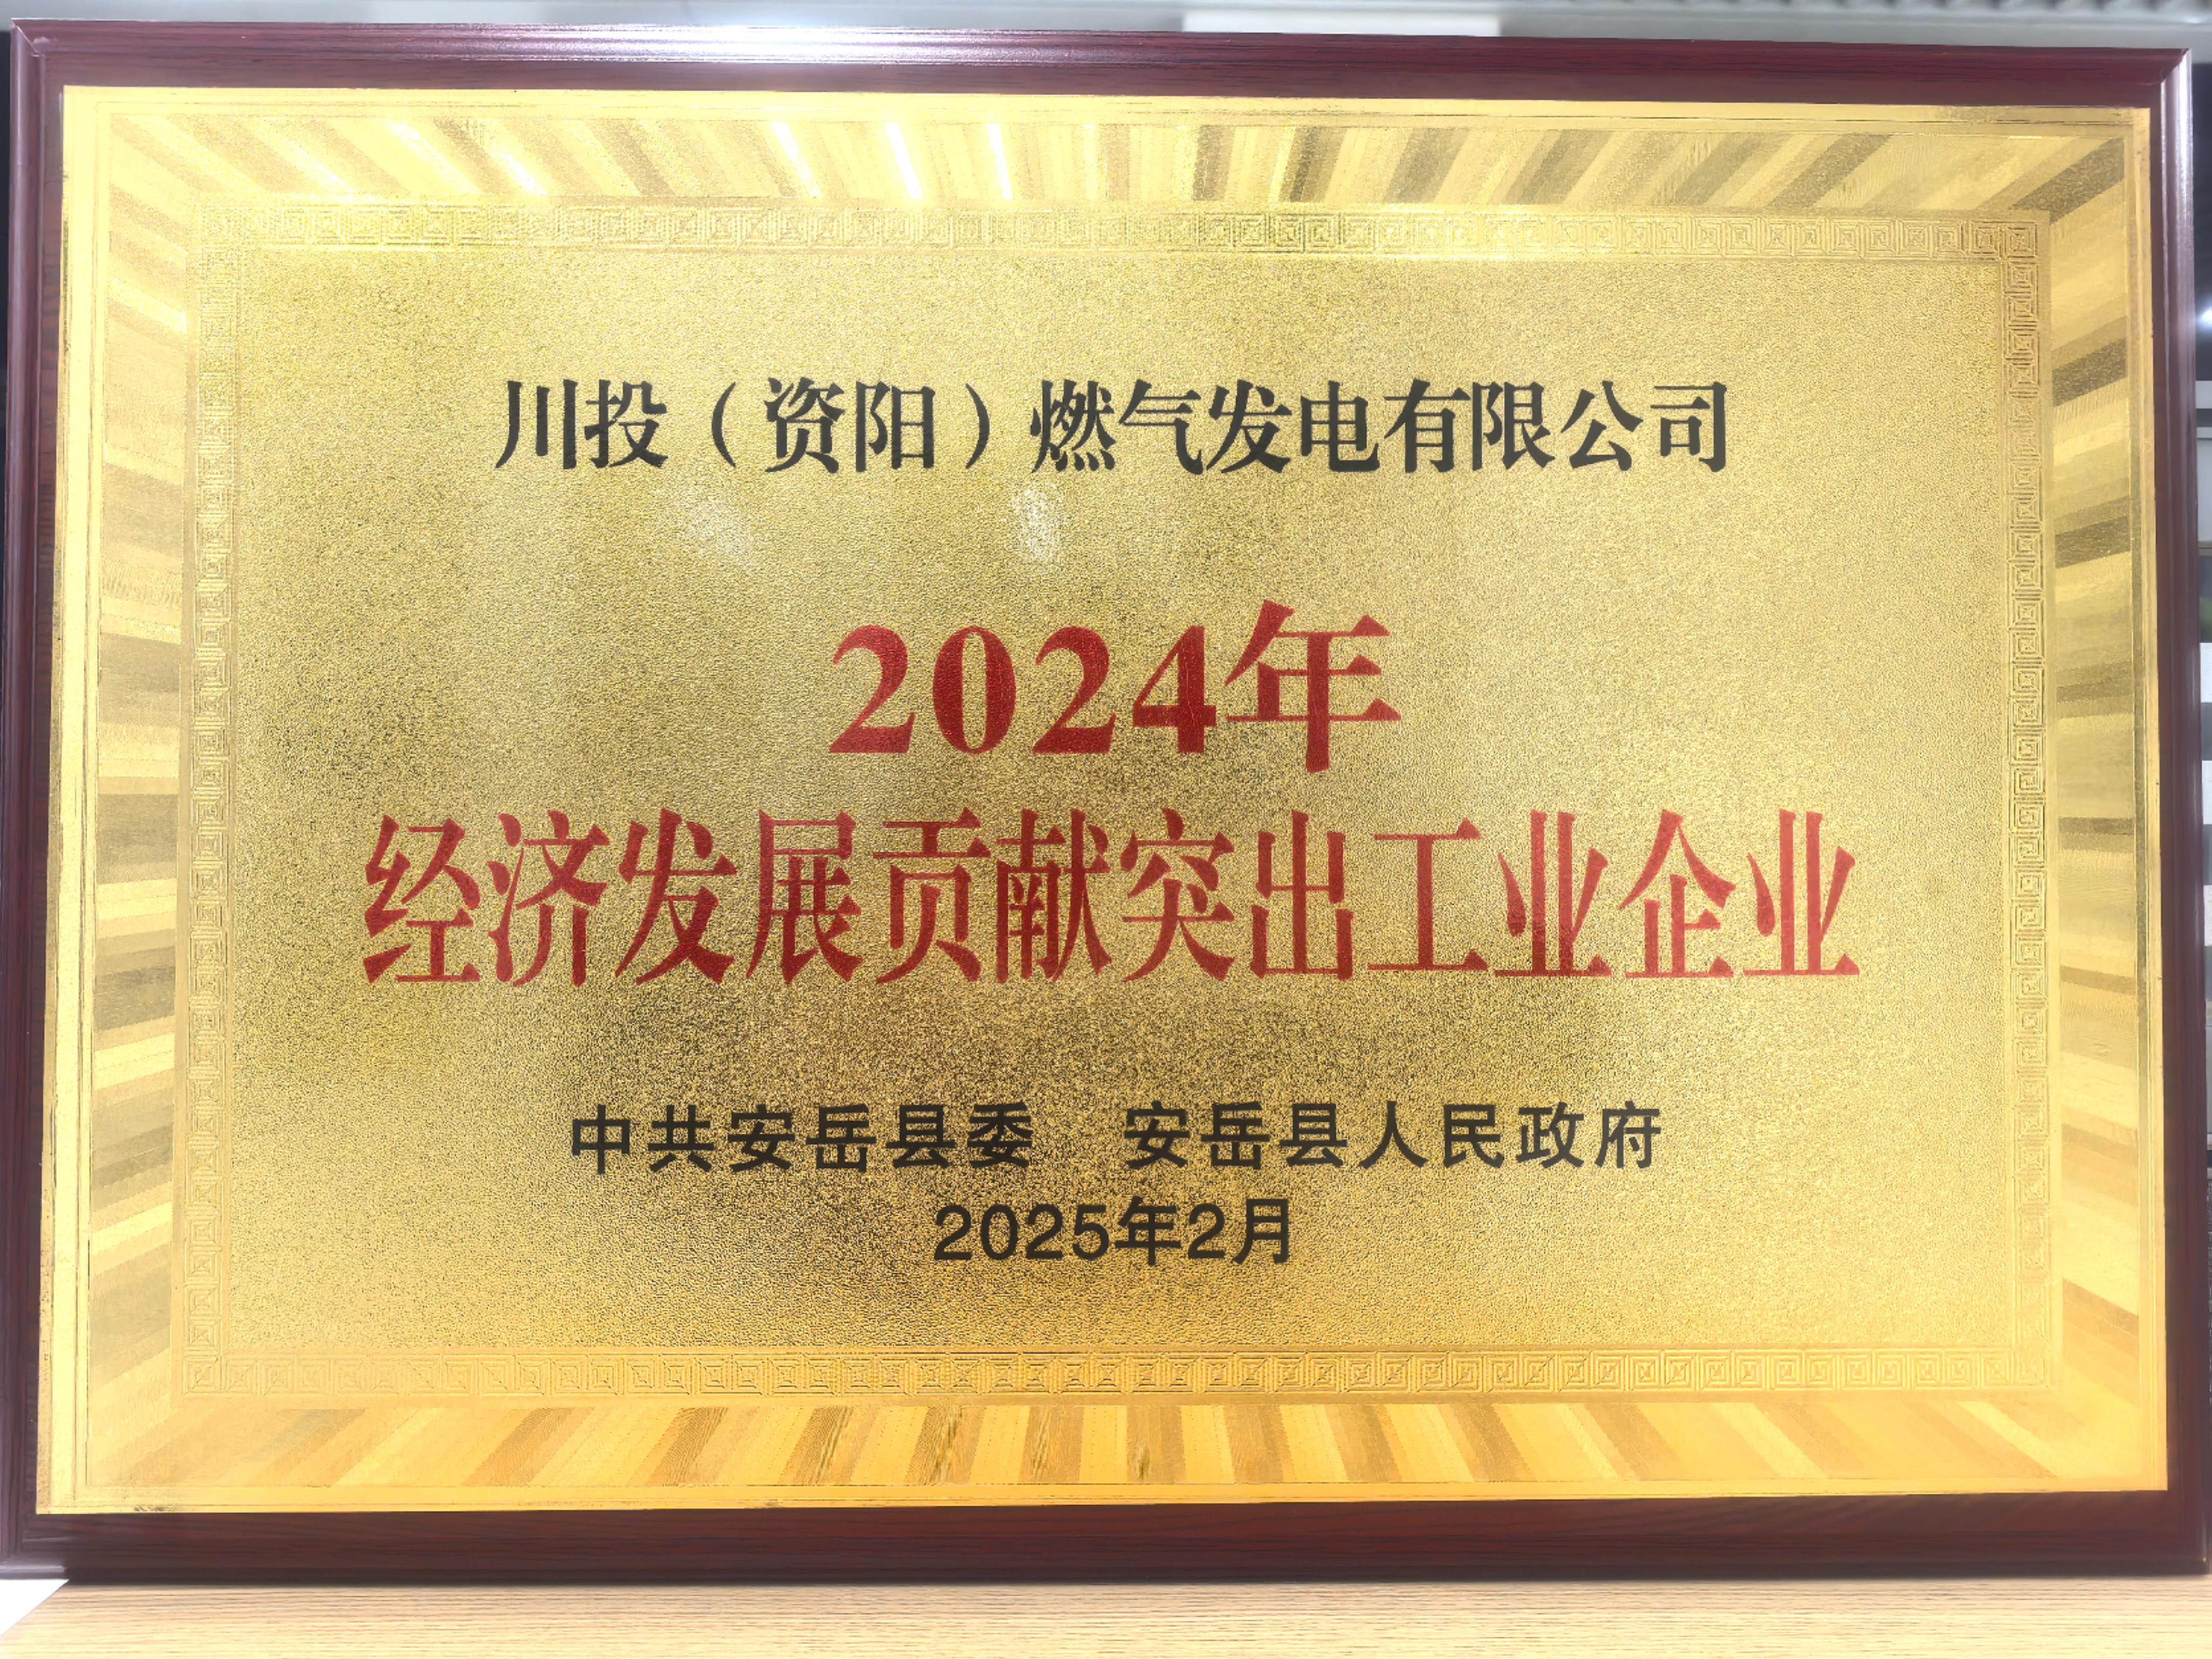 川投（资阳）燃气发电有限公司
2024年
经济发展贡献突出工业企业
中共安岳县委 安岳县人民政府
2025年2月